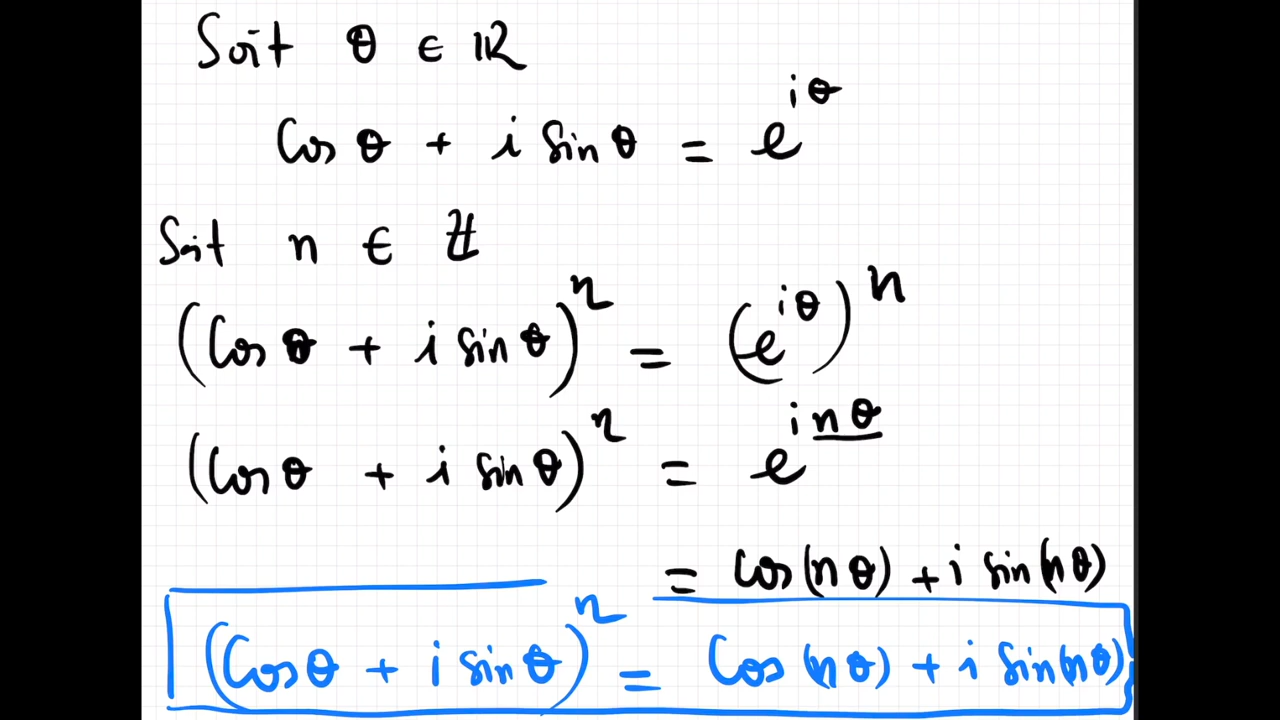 Soit θ ∈ ℝ
Cos θ + i Sin θ = e^{iθ}
Soit n ∈ ℤ
(Cos θ + i sin θ)^n = (e^{iθ})^n
(Cos θ + i sin θ)^n = e^{i nθ}
= Cos(nθ) + i sin(nθ)
(Cos θ + i sin θ)^n = Cos(nθ) + i sin(nθ)